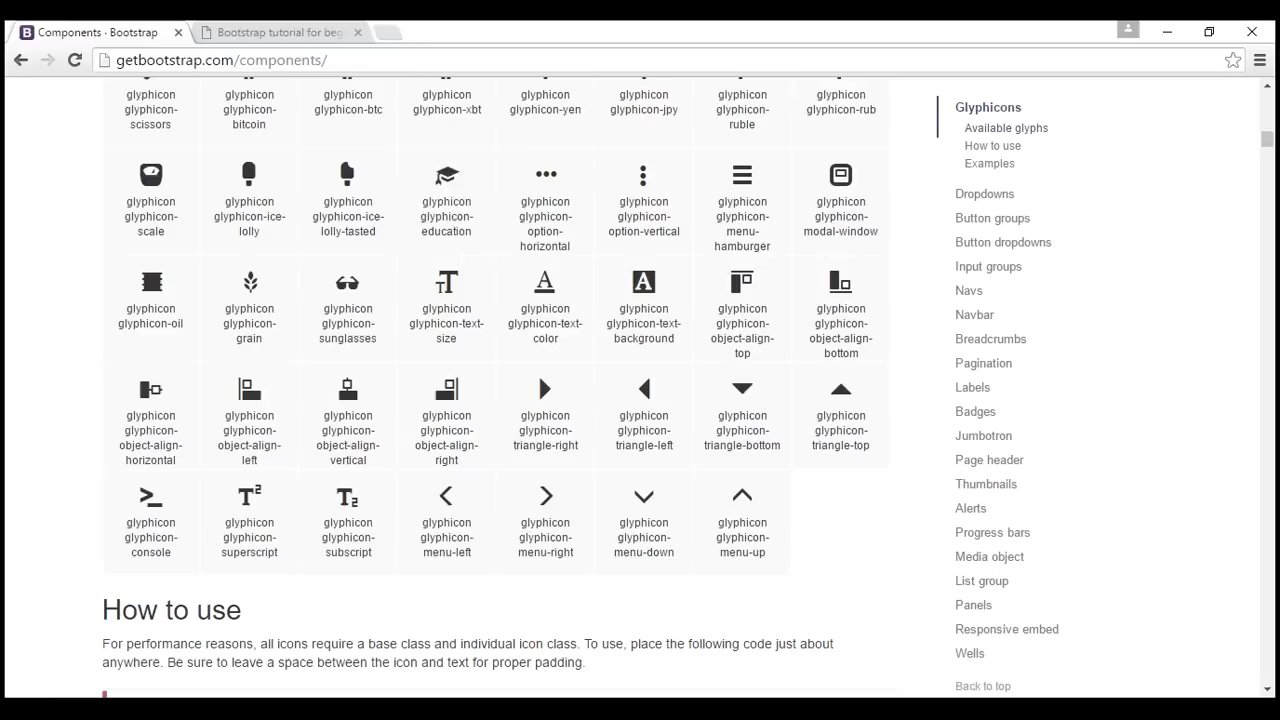 Components · Bootstrap
Bootstrap tutorial for beg
getbootstrap.com/components/
glyphicon glyphicon glyphicon glyphicon glyphicon glyphicon glyphicon glyphicon
glyphicon- glyphicon- glyphicon-btc glyphicon-xbt glyphicon-yen glyphicon-jpy glyphicon- glyphicon-rub
scissors bitcoin ruble
glyphicon glyphicon glyphicon glyphicon glyphicon glyphicon glyphicon glyphicon
glyphicon- glyphicon-ice- glyphicon-ice- glyphicon- glyphicon- glyphicon- glyphicon- glyphicon-
scale lolly lolly-tasted education option- option-vertical menu- modal-window
horizontal hamburger
glyphicon glyphicon glyphicon glyphicon glyphicon glyphicon glyphicon glyphicon
glyphicon-oil glyphicon- glyphicon- glyphicon-text- glyphicon-text- glyphicon-text- glyphicon- glyphicon-
grain sunglasses size color background object-align- object-align-
top bottom
glyphicon glyphicon glyphicon glyphicon glyphicon glyphicon glyphicon glyphicon
glyphicon- glyphicon- glyphicon- glyphicon- glyphicon- glyphicon- glyphicon- glyphicon-
object-align- object-align- object-align- object-align- triangle-right triangle-left triangle-bottom triangle-top
horizontal left vertical right
glyphicon glyphicon glyphicon glyphicon glyphicon glyphicon glyphicon
glyphicon- glyphicon- glyphicon- glyphicon- glyphicon- glyphicon- glyphicon-
console superscript subscript menu-left menu-right menu-down menu-up
How to use
For performance reasons, all icons require a base class and individual icon class. To use, place the following code just about
anywhere. Be sure to leave a space between the icon and text for proper padding.
Glyphicons
Available glyphs
How to use
Examples
Dropdowns
Button groups
Button dropdowns
Input groups
Navs
Navbar
Breadcrumbs
Pagination
Labels
Badges
Jumbotron
Page header
Thumbnails
Alerts
Progress bars
Media object
List group
Panels
Responsive embed
Wells
Back to top